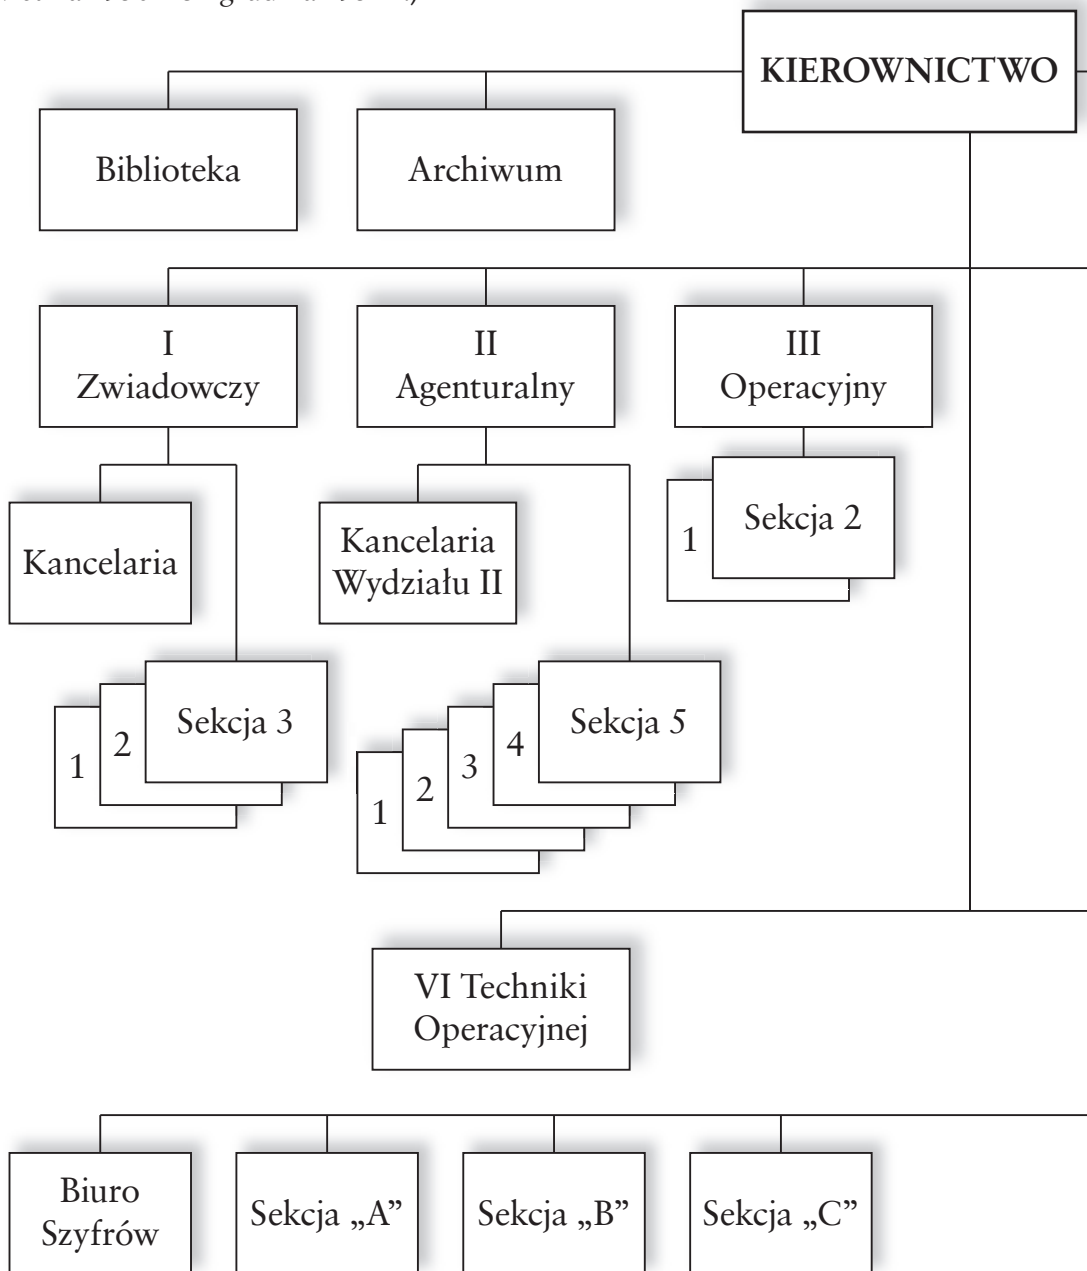 KIEROWNICTWO
Biblioteka
Archiwum
I
Zwiadowczy
II
Agenturalny
III
Operacyjny
Kancelaria
Kancelaria
Wydziału II
1
Sekcja 2
1
2
Sekcja 3
1
2
3
4
Sekcja 5
VI Techniki
Operacyjnej
Biuro
Szyfrów
Sekcja „A”
Sekcja „B”
Sekcja „C”